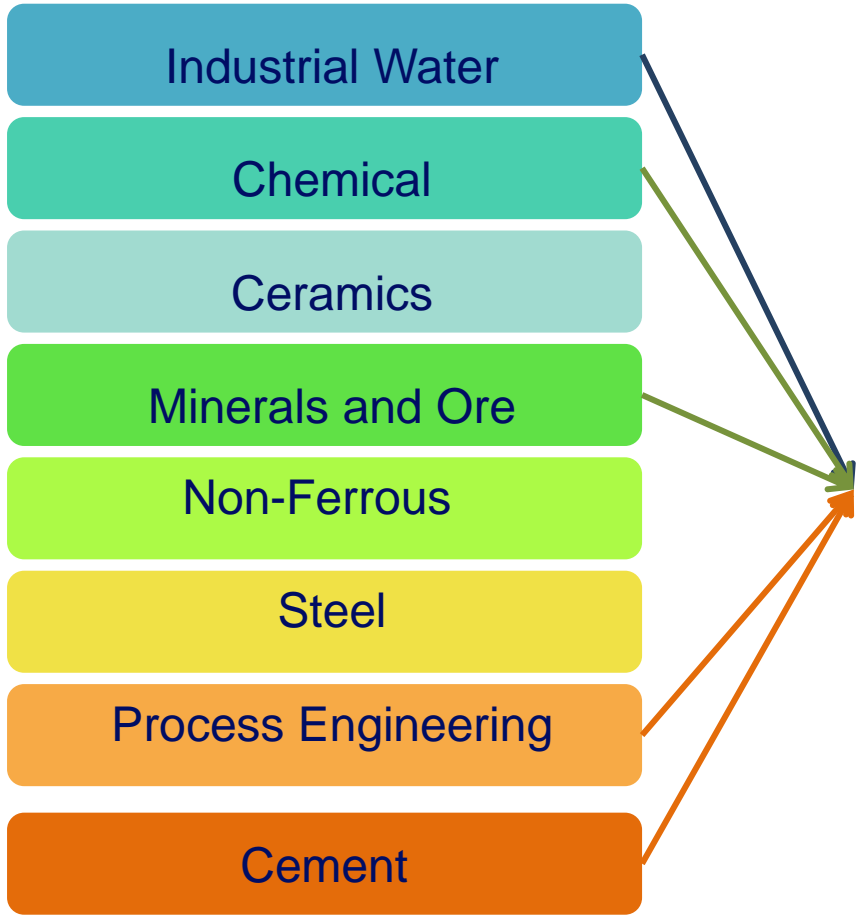 Industrial Water
Chemical
Ceramics
Minerals and Ore
Non-Ferrous
Steel
Process Engineering
Cement